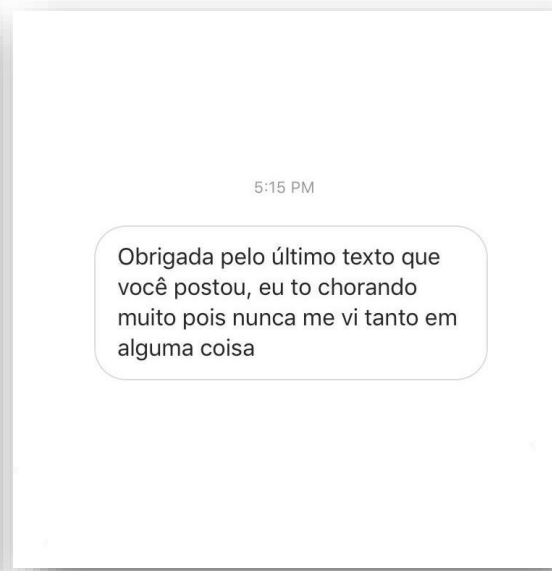 5:15 PM
Obrigada pelo último texto que
você postou, eu to chorando
muito pois nunca me vi tanto em
alguma coisa